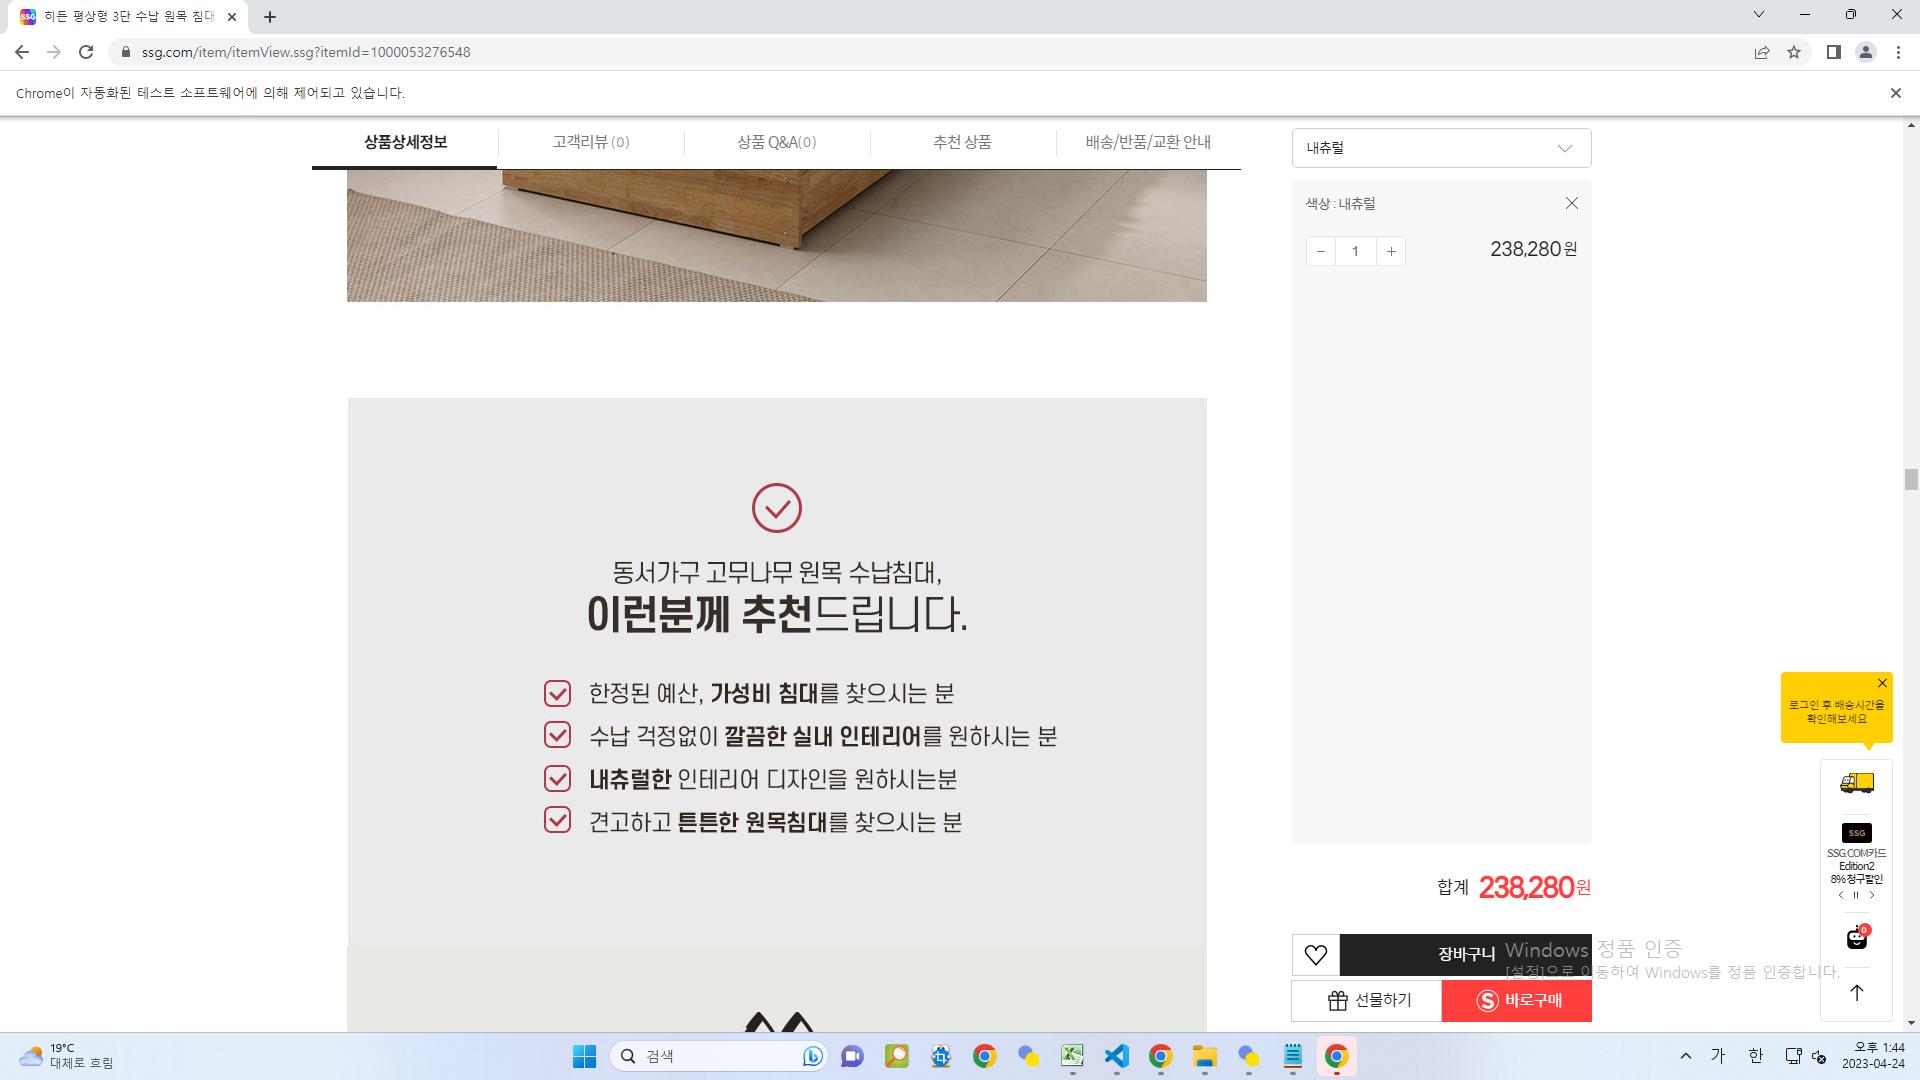 히든 평상형 3단 수납 원목 침대
ssg.com/item/itemView.ssg?itemId=1000053276548
Chrome이 자동화된 테스트 소프트웨어에 의해 제어되고 있습니다.
상품상세정보
고객리뷰 (0)
상품 Q&A(0)
추천 상품
배송/반품/교환 안내
내츄럴
색상 : 내츄럴
1
238,280원
동서가구 고무나무 원목 수납침대,
이런분께 추천드립니다.
한정된 예산, 가성비 침대를 찾으시는 분
수납 걱정없이 깔끔한 실내 인테리어를 원하시는 분
내츄럴한 인테리어 디자인을 원하시는분
견고하고 튼튼한 원목침대를 찾으시는 분
로그인 후 배송시간을
확인해보세요
SSG
SSG.COM카드
Edition2
8%청구할인
0
합계 238,280원
장바구니
선물하기
바로구매
Windows 정품 인증
[설정]으로 이동하여 Windows를 정품 인증합니다.
19°C
대체로 흐림
검색
가
한
오후 1:44
2023-04-24